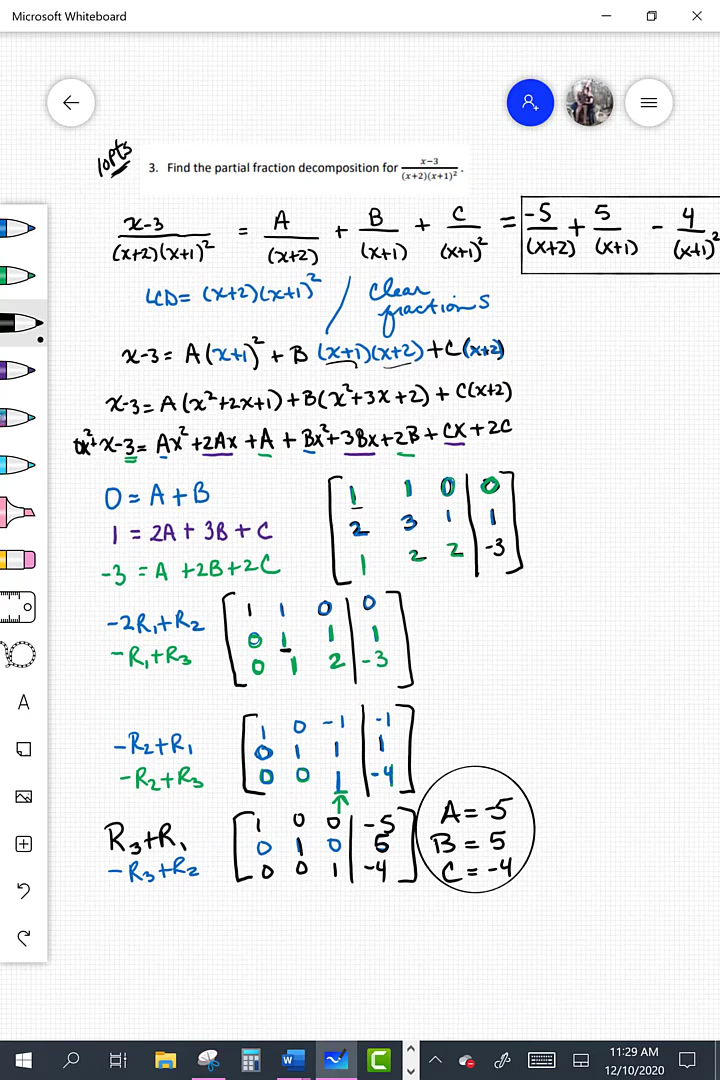 Microsoft Whiteboard
10pts
3. Find the partial fraction decomposition for x−3/(x+2)(x+1)².
x-3/(x+2)(x+1)² = A/(x+2) + B/(x+1) + C/(x+1)² = -5/(x+2) + 5/(x+1) - 4/(x+1)²
LCD = (x+2)(x+1)² / clear fractions
x-3 = A(x+1)² + B(x+1)(x+2) + C(x+2)
x-3 = A(x²+2x+1) + B(x²+3x+2) + C(x+2)
0x²+x-3 = Ax²+2Ax+A + Bx²+3Bx+2B + Cx+2C
0 = A+B
1 = 2A+3B+C
-3 = A+2B+2C
[1 1 0 | 0]
[2 3 1 | 1]
[1 2 2 | -3]
-2R₁+R₂
-R₁+R₃
[1 1 0 | 0]
[0 1 1 | 1]
[0 1 2 | -3]
-R₂+R₁
-R₂+R₃
[1 0 -1 | -1]
[0 1 1 | 1]
[0 0 1 | -4]
R₃+R₁
-R₃+R₂
[1 0 0 | -5]
[0 1 0 | 5]
[0 0 1 | -4]
A = -5
B = 5
C = -4
11:29 AM
12/10/2020